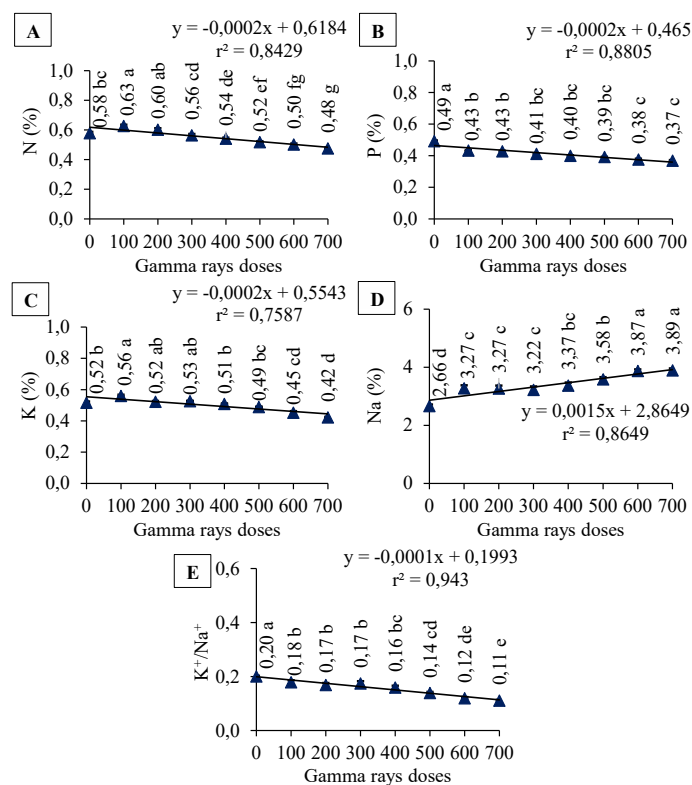 A
y = -0,0002x + 0,6184
r² = 0,8429
N (%)
1,0
0,8
0,6
0,4
0,2
0,0
0,58 bc
0,63 a
0,60 ab
0,56 cd
0,54 de
0,52 ef
0,50 fg
0,48 g
0 100 200 300 400 500 600 700
Gamma rays doses
B
y = -0,0002x + 0,465
r² = 0,8805
P (%)
1,0
0,8
0,6
0,4
0,2
0,0
0,49 a
0,43 b
0,43 b
0,41 bc
0,40 bc
0,39 bc
0,38 c
0,37 c
0 100 200 300 400 500 600 700
Gamma rays doses
C
y = -0,0002x + 0,5543
r² = 0,7587
K (%)
1,0
0,8
0,6
0,4
0,2
0,0
0,52 b
0,56 a
0,52 ab
0,53 ab
0,51 b
0,49 bc
0,45 cd
0,42 d
0 100 200 300 400 500 600 700
Gamma rays doses
D
Na (%)
6
4
2
0
2,66 d
3,27 c
3,27 c
3,22 c
3,37 bc
3,58 b
3,87 a
3,89 a
y = 0,0015x + 2,8649
r² = 0,8649
0 100 200 300 400 500 600 700
Gamma rays doses
E
y = -0,0001x + 0,1993
r² = 0,943
K⁺/Na⁺
0,6
0,4
0,2
0,0
0,20 a
0,18 b
0,17 b
0,17 b
0,16 bc
0,14 cd
0,12 de
0,11 e
0 100 200 300 400 500 600 700
Gamma rays doses